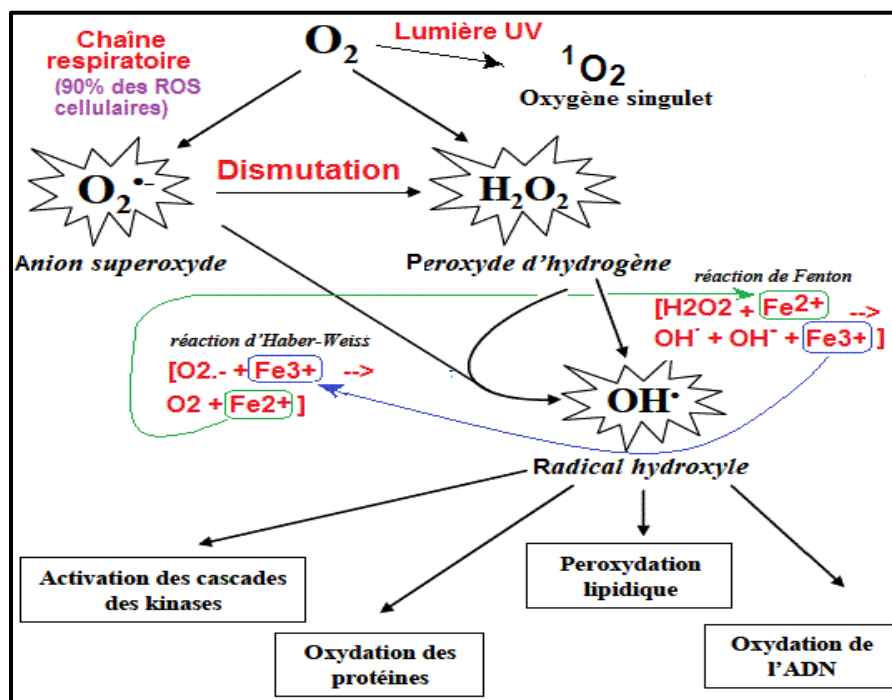 Chaîne
respiratoire
(90% des ROS
cellulaires)
O₂
Lumière UV
¹O₂
Oxygène singulet
O₂•–
Dismutation
H₂O₂
Anion superoxyde
Peroxyde d’hydrogène
réaction de Fenton
[H2O2 + Fe2+ -->
OH· + OH- + Fe3+ ]
réaction d’Haber-Weiss
[O2.- + Fe3+ -->
O2 + Fe2+ ]
OH•
Radical hydroxyle
Activation des cascades
des kinases
Oxydation des
protéines
Peroxydation
lipidique
Oxydation de
l’ADN